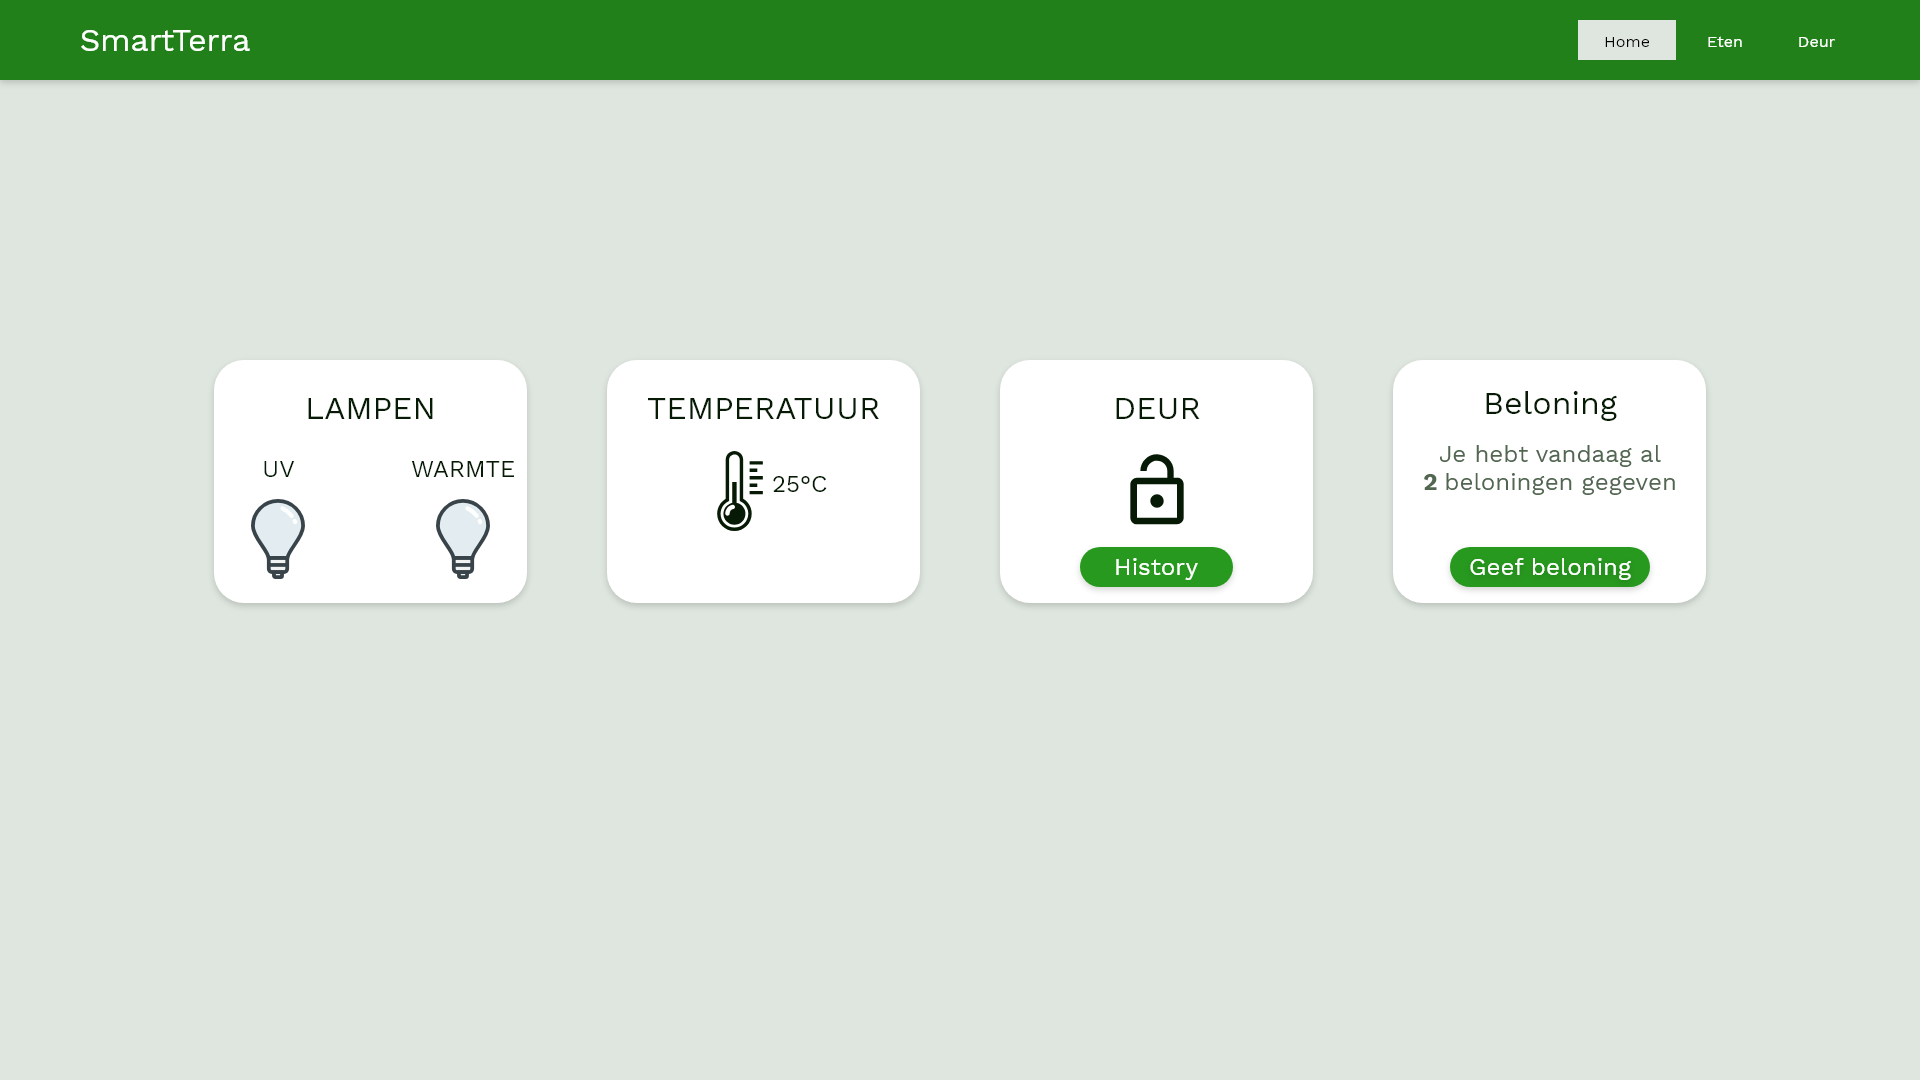 SmartTerra
Home
Eten
Deur
LAMPEN
UV
WARMTE
TEMPERATUUR
25°C
DEUR
History
Beloning
Je hebt vandaag al
2 beloningen gegeven
Geef beloning